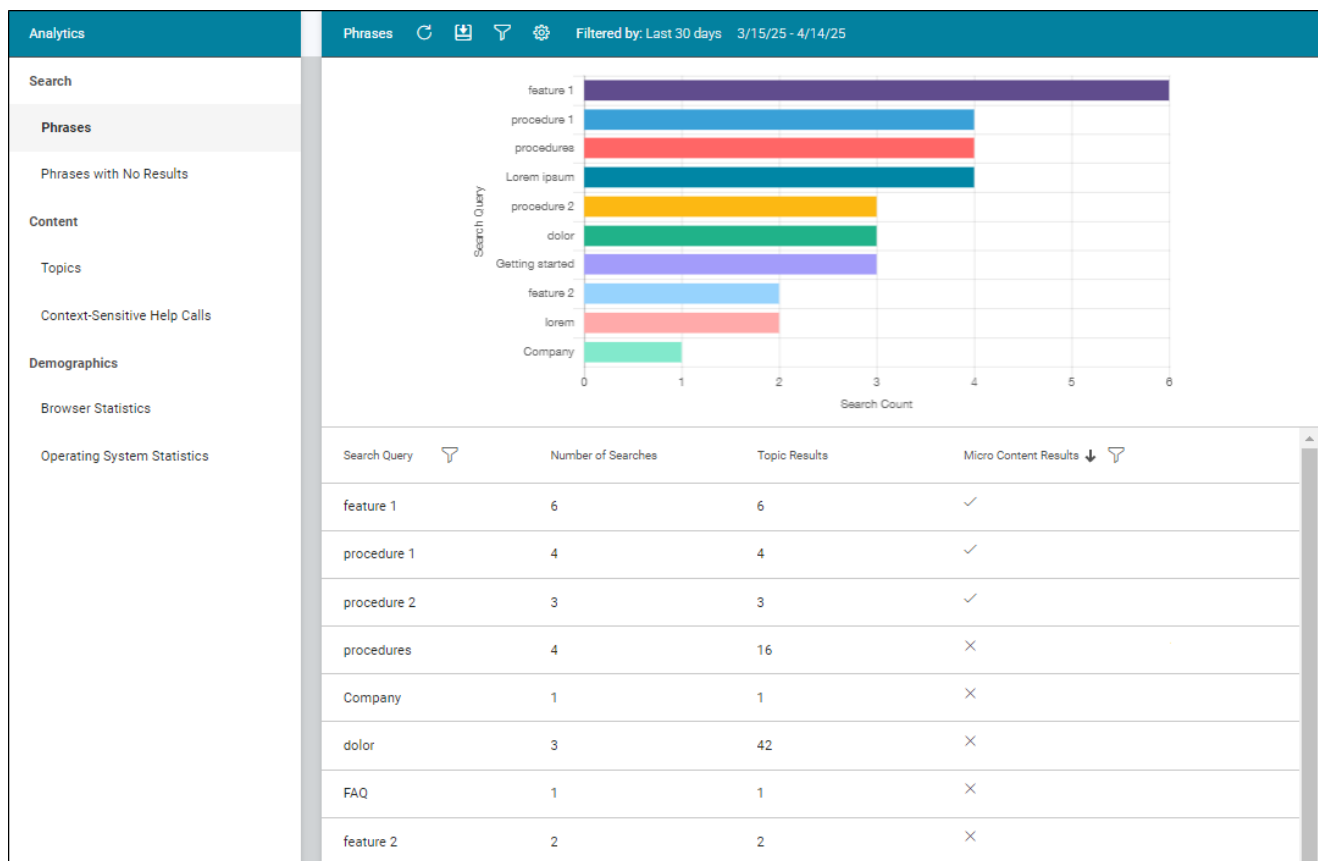 Analytics
Search
Phrases
Phrases with No Results
Content
Topics
Context-Sensitive Help Calls
Demographics
Browser Statistics
Operating System Statistics
Phrases Filtered by: Last 30 days 3/15/25 - 4/14/25
Search Query
feature 1
procedure 1
procedures
Lorem ipsum
procedure 2
dolor
Getting started
feature 2
lorem
Company
0 1 2 3 4 5 6
Search Count
Search Query Number of Searches Topic Results Micro Content Results
feature 1 6 6
procedure 1 4 4
procedure 2 3 3
procedures 4 16
Company 1 1
dolor 3 42
FAQ 1 1
feature 2 2 2